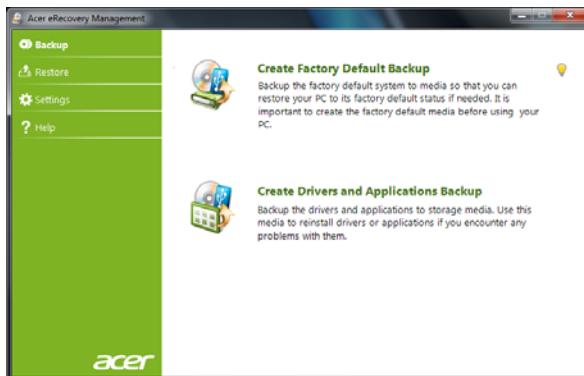 Acer eRecovery Management
Backup
Restore
Settings
Help
Create Factory Default Backup
Backup the factory default system to media so that you can
restore your PC to its factory default status if needed. It is
important to create the factory default media before using your
PC.
Create Drivers and Applications Backup
Backup the drivers and applications to storage media. Use this
media to reinstall drivers or applications if you encounter any
problems with them.
acer